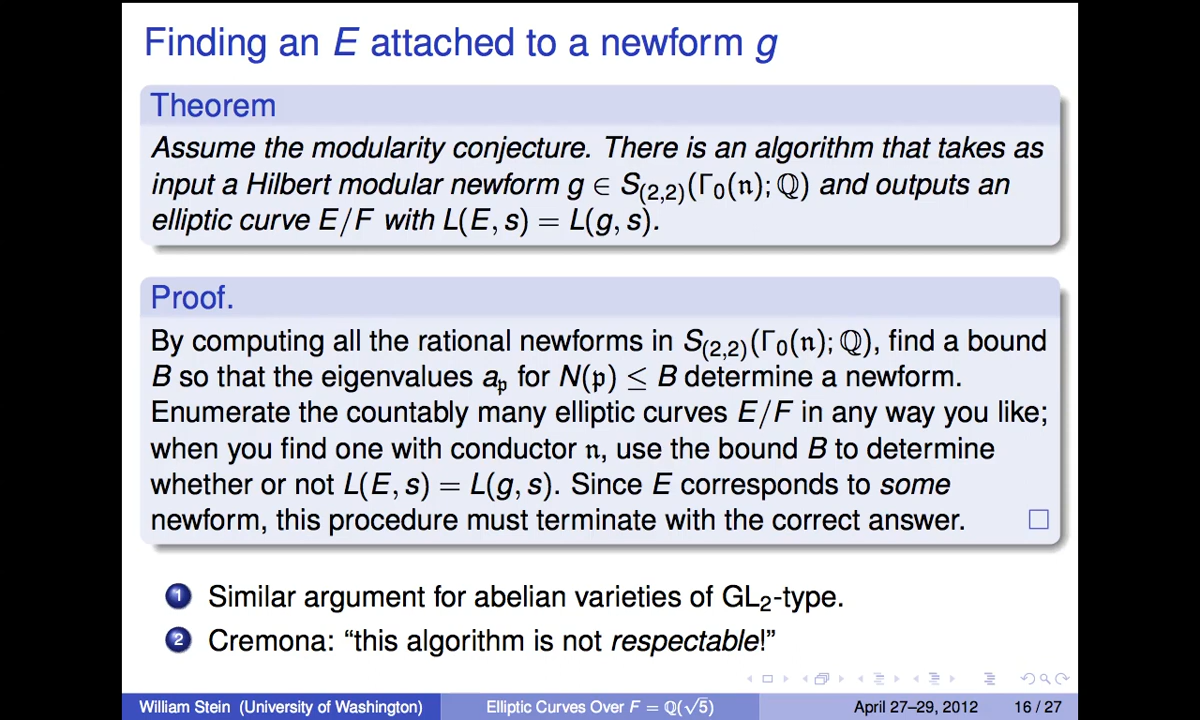 Finding an E attached to a newform g
Theorem
Assume the modularity conjecture. There is an algorithm that takes as
input a Hilbert modular newform g ∈ S₍₂,₂₎(Γ₀(𝔫); ℚ) and outputs an
elliptic curve E/F with L(E, s) = L(g, s).
Proof.
By computing all the rational newforms in S₍₂,₂₎(Γ₀(𝔫); ℚ), find a bound
B so that the eigenvalues a_𝔭 for N(𝔭) ≤ B determine a newform.
Enumerate the countably many elliptic curves E/F in any way you like;
when you find one with conductor 𝔫, use the bound B to determine
whether or not L(E, s) = L(g, s). Since E corresponds to some
newform, this procedure must terminate with the correct answer. □
1 Similar argument for abelian varieties of GL₂-type.
2 Cremona: “this algorithm is not respectable!”
William Stein (University of Washington) Elliptic Curves Over F = ℚ(√5) April 27–29, 2012 16 / 27